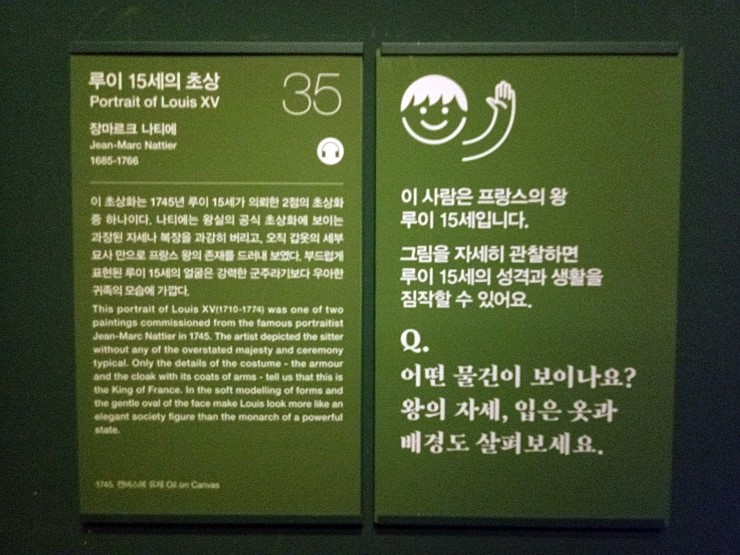 루이 15세의 초상
Portrait of Louis XV
35
장마르크 나티에
Jean-Marc Nattier
1685-1766
이 초상화는 1745년 루이 15세가 의뢰한 2점의 초상화
중 하나이다. 나티에는 왕실의 공식 초상화에 보이는
과장된 자세나 복장을 과감히 버리고, 오직 갑옷의 세부
묘사 만으로 프랑스 왕의 존재를 드러내 보였다. 부드럽게
표현된 루이 15세의 얼굴은 강력한 군주라기보다 우아한
귀족의 모습에 가깝다.
This portrait of Louis XV(1710-1774) was one of two
paintings commissioned from the famous portraitist
Jean-Marc Nattier in 1745. The artist depicted the sitter
without any of the overstated majesty and ceremony
typical. Only the details of the costume - the armour
and the cloak with its coats of arms - tell us that this is
the King of France. In the soft modelling of forms and
the gentle oval of the face make Louis look more like an
elegant society figure than the monarch of a powerful
state.
1745, 캔버스에 유채 Oil on Canvas
이 사람은 프랑스의 왕
루이 15세입니다.
그림을 자세히 관찰하면
루이 15세의 성격과 생활을
짐작할 수 있어요.
Q.
어떤 물건이 보이나요?
왕의 자세, 입은 옷과
배경도 살펴보세요.